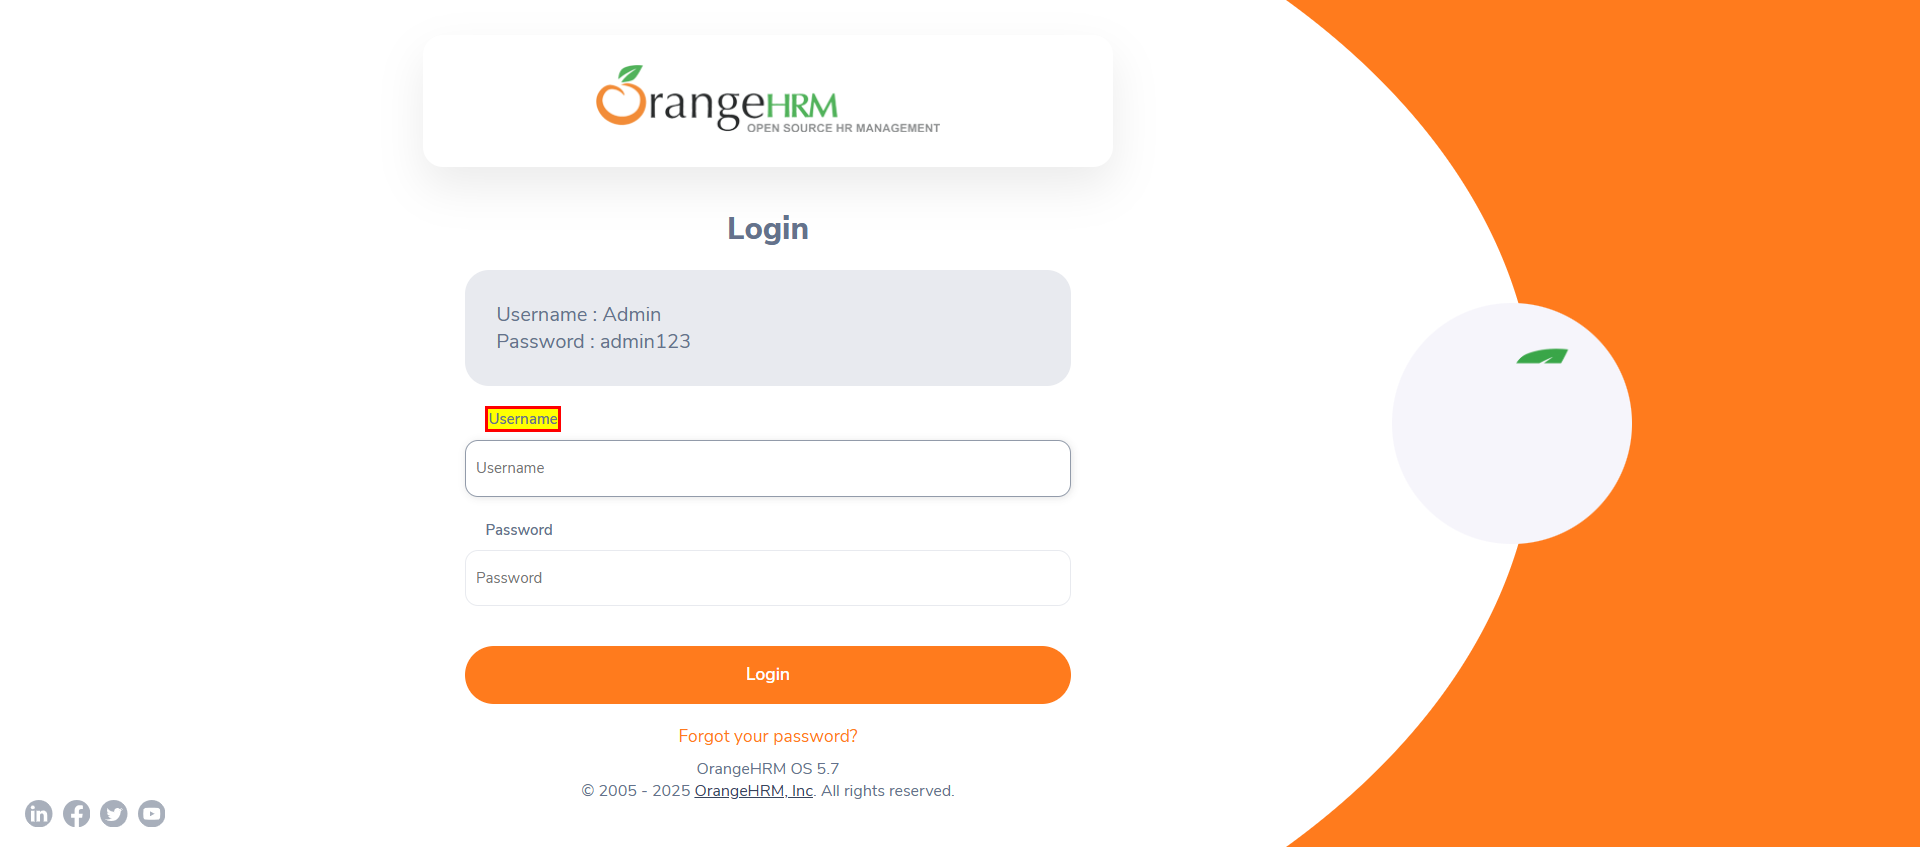 OrangeHRM
OPEN SOURCE HR MANAGEMENT
Login
Username : Admin
Password : admin123
Username
Username
Password
Password
Login
Forgot your password?
OrangeHRM OS 5.7
© 2005 - 2025 OrangeHRM, Inc. All rights reserved.